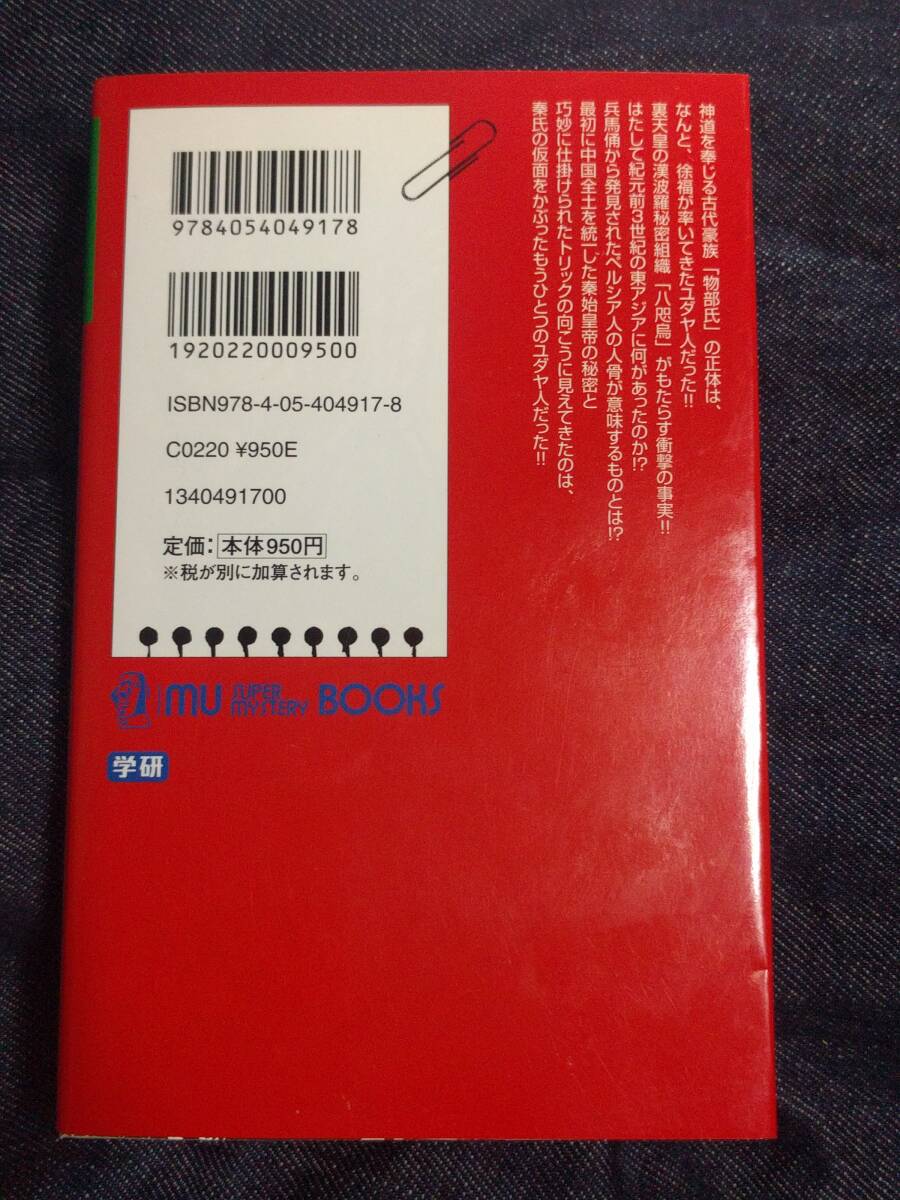 神道を奉じる古代豪族「物部氏」の正体は、
なんと、徐福が率いてきたユダヤ人だった!!
裏天皇の漢波羅秘密組織「八咫烏」がもたらす衝撃の事実!!
はたして紀元前3世紀の東アジアに何があったのか!?
兵馬俑から発見されたペルシア人の人骨が意味するものとは!?
最初に中国全土を統一した秦始皇帝の秘密と
巧妙に仕掛けられたトリックの向こうに見えてきたのは、
秦氏の仮面をかぶったもうひとつのユダヤ人だった!!
9784054049178
1920220009500
ISBN978-4-05-404917-8
C0220 ¥950E
1340491700
定価：本体950円
※税が別に加算されます。
MU SUPER MYSTERY BOOKS
学研